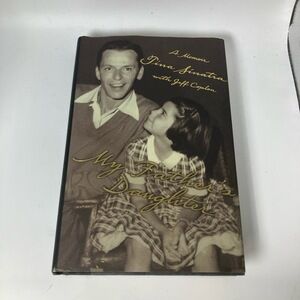 A Memoir
Tina Sinatra
with Jeff Coplon
My Father's
Daughter